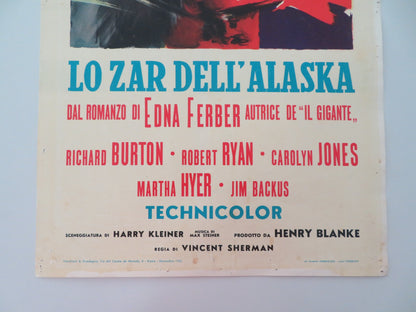 LO ZAR DELL'ALASKA
DAL ROMANZO DI EDNA FERBER AUTRICE DE "IL GIGANTE"
RICHARD BURTON • ROBERT RYAN • CAROLYN JONES
MARTHA HYER • JIM BACKUS
TECHNICOLOR
SCENEGGIATURA DI HARRY KLEINER MUSICA DI MAX STEINER PRODOTTO DA HENRY BLANKE
REGIA DI VINCENT SHERMAN